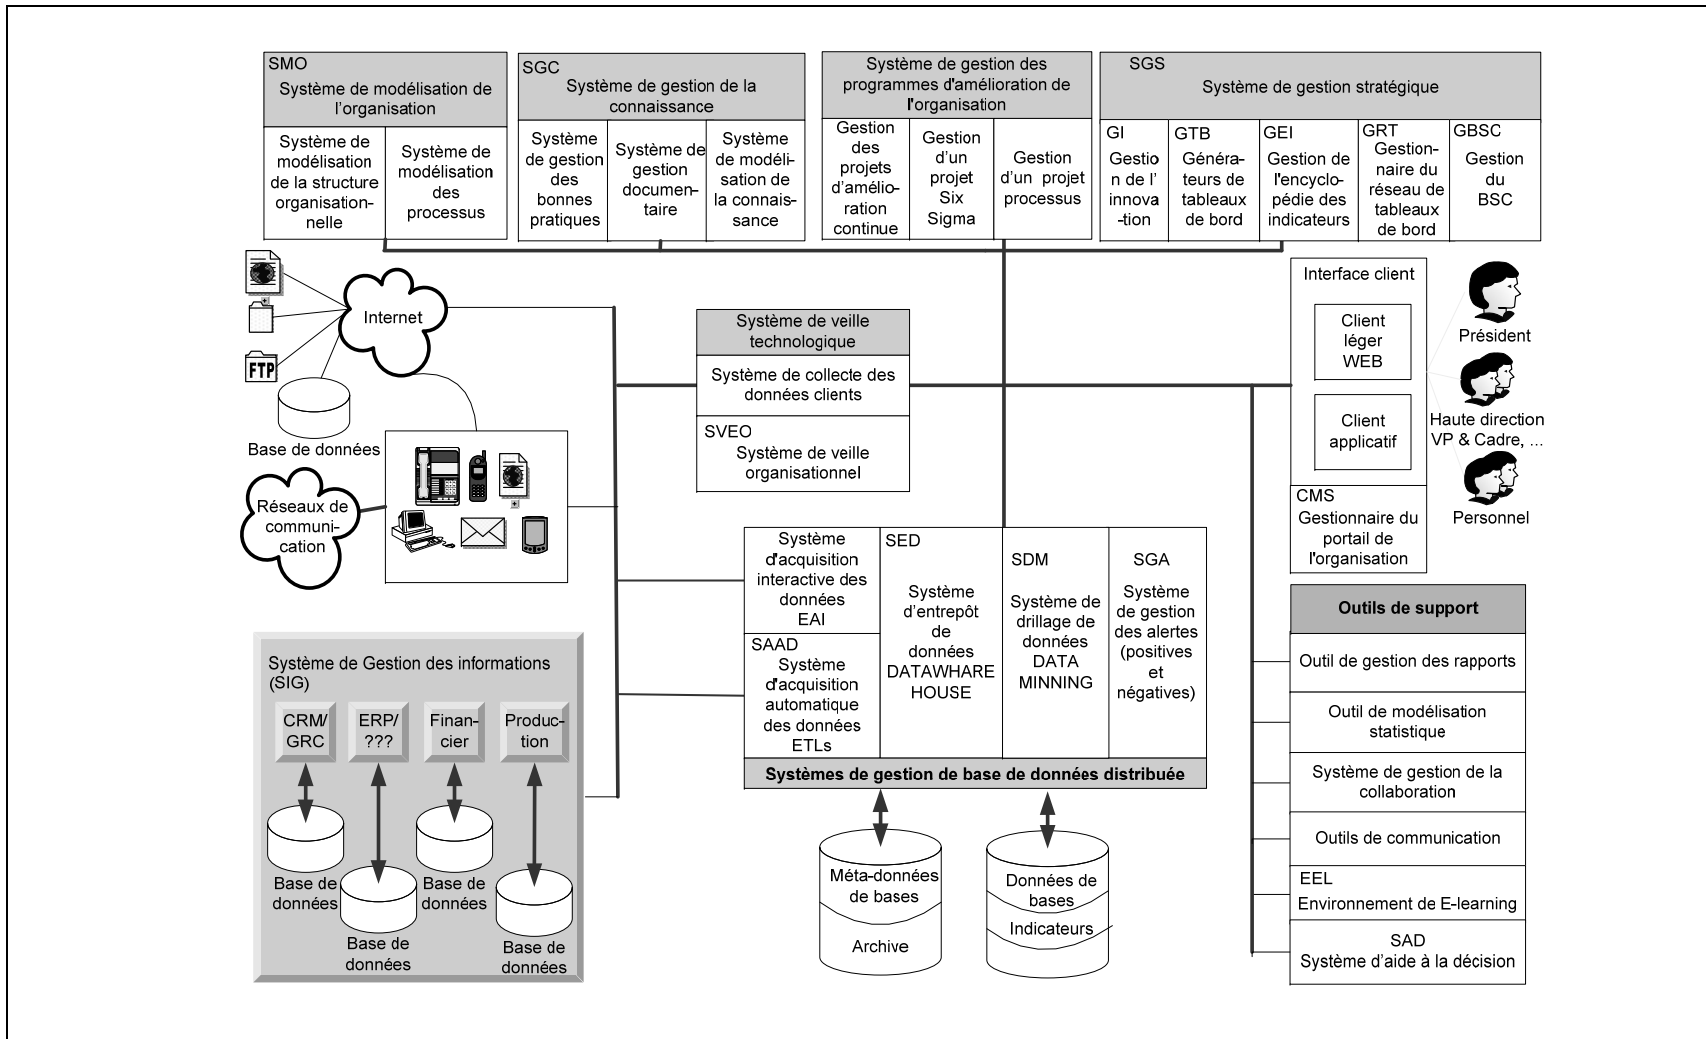 SMO
Système de modélisation de
l'organisation
Système de
modélisation
de la structure
organisation-
nelle
Système de
modélisation
des
processus
SGC
Système de gestion de la
connaissance
Système
de gestion
des
bonnes
pratiques
Système de
gestion
documen-
taire
Système
de modéli-
sation de
la connais-
sance
Système de gestion des
programmes d'amélioration de
l'organisation
Gestion
des
projets
d'amélio-
ration
continue
Gestion
d'un
projet
Six
Sigma
Gestion
d'un projet
processus
SGS
Système de gestion stratégique
GI
Gestio
n de l'
innova
-tion
GTB
Généra-
teurs de
tableaux
de bord
GEI
Gestion de
l'encyclo-
pédie des
indicateurs
GRT
Gestion-
naire du
réseau de
tableaux
de bord
GBSC
Gestion
du
BSC
Internet
FTP
Base de données
Réseaux de
communi-
cation
Système de veille
technologique
Système de collecte des
données clients
SVEO
Système de veille
organisationnel
Interface client
Client
léger
WEB
Client
applicatif
CMS
Gestionnaire du
portail de
l'organisation
Président
Haute direction
VP & Cadre, ...
Personnel
Système
d'acquisition
interactive des
données
EAI
SAAD
Système
d'acquisition
automatique
des données
ETLs
SED
Système
d'entrepôt
de
données
DATAWHARE
HOUSE
SDM
Système de
drillage de
données
DATA
MINNING
SGA
Système
de gestion
des alertes
(positives
et
négatives)
Systèmes de gestion de base de données distribuée
Méta-données
de bases
Archive
Données de
bases
Indicateurs
Système de Gestion des informations
(SIG)
CRM/
GRC
ERP/
???
Finan-
cier
Produc-
tion
Base de
données
Base de
données
Base de
données
Base de
données
Outils de support
Outil de gestion des rapports
Outil de modélisation
statistique
Système de gestion de la
collaboration
Outils de communication
EEL
Environnement de E-learning
SAD
Système d'aide à la décision